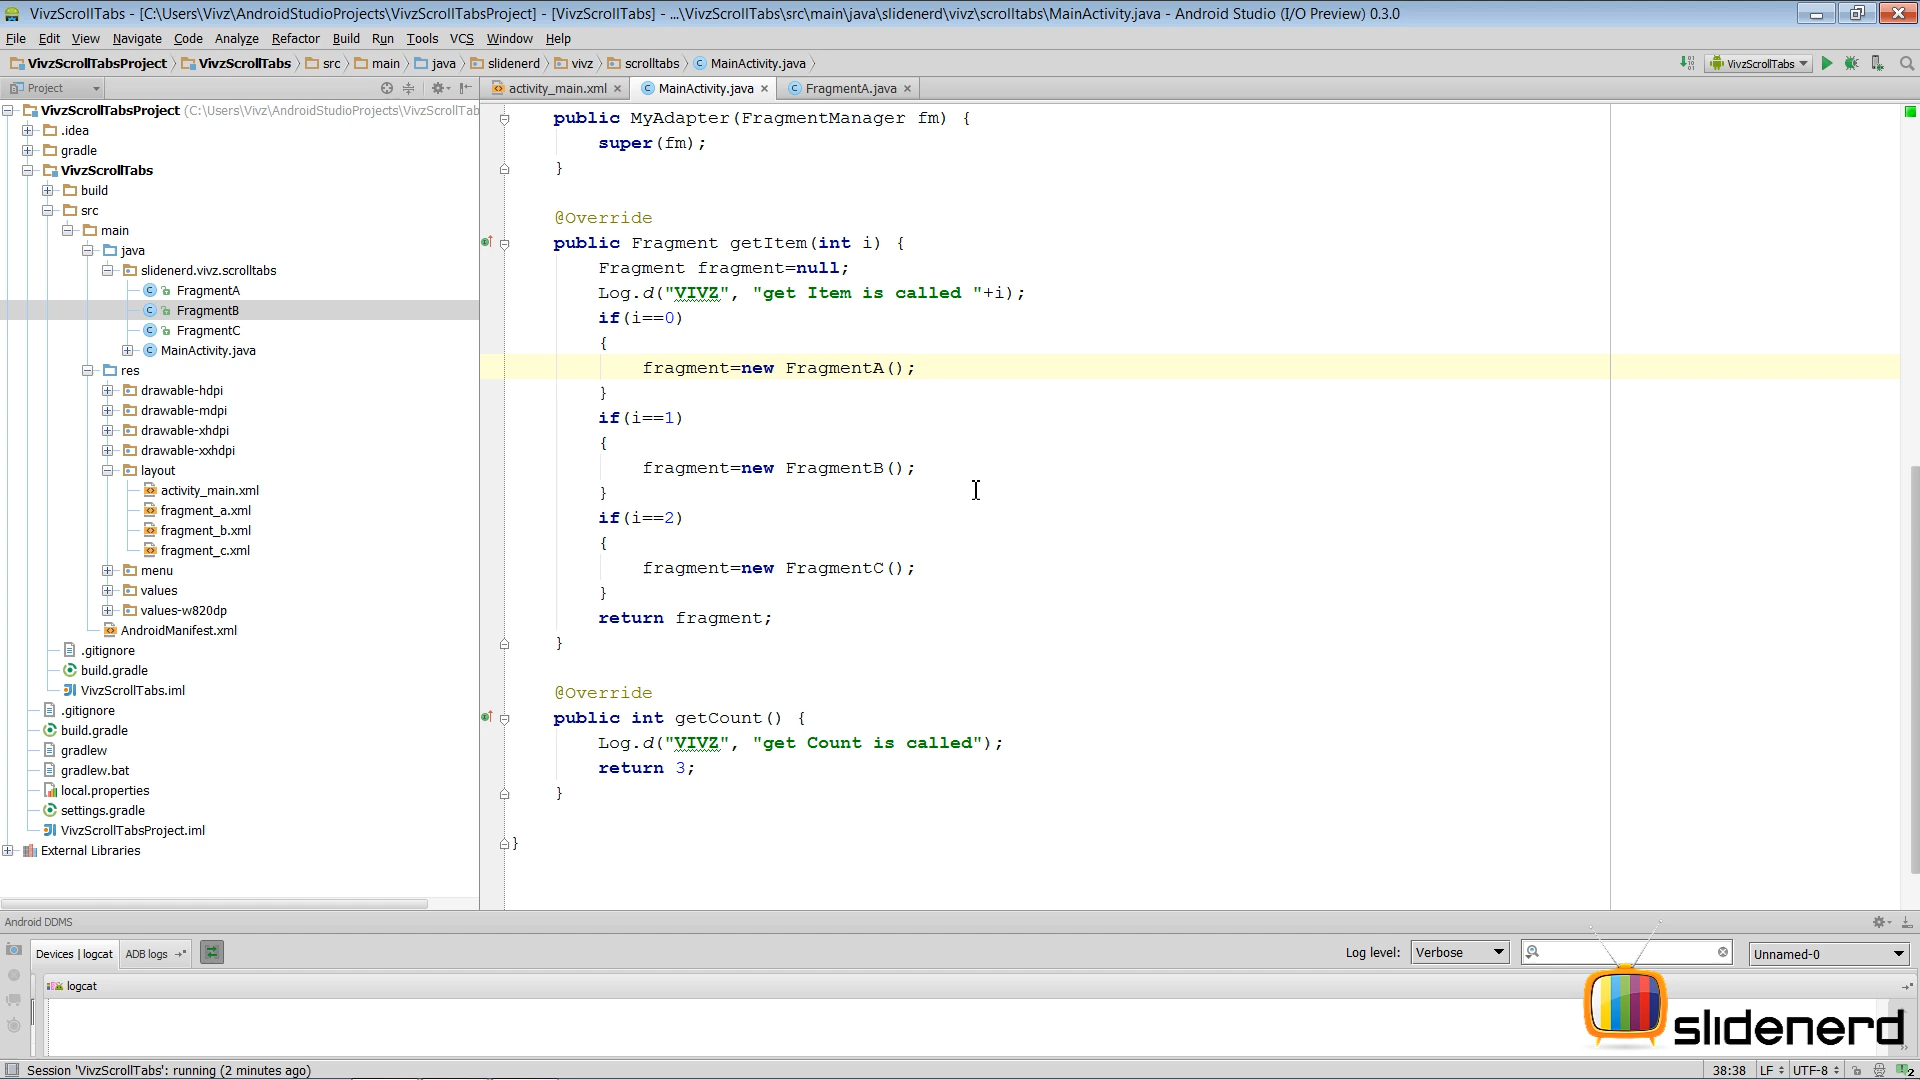 VivzScrollTabs - [C:\Users\Vivz\AndroidStudioProjects\VivzScrollTabsProject] - [VivzScrollTabs] - ...\VivzScrollTabs\src\main\java\slidenerd\vivz\scrolltabs\MainActivity.java - Android Studio (I/O Preview) 0.3.0
File Edit View Navigate Code Analyze Refactor Build Run Tools VCS Window Help
VivzScrollTabsProject VivzScrollTabs src main java slidenerd vivz scrolltabs MainActivity.java VivzScrollTabs
Project activity_main.xml MainActivity.java FragmentA.java
VivzScrollTabsProject (C:\Users\Vivz\AndroidStudioProjects\VivzScrollTab
.idea
gradle
VivzScrollTabs
build
src
main
java
slidenerd.vivz.scrolltabs
FragmentA
FragmentB
FragmentC
MainActivity.java
res
drawable-hdpi
drawable-mdpi
drawable-xhdpi
drawable-xxhdpi
layout
activity_main.xml
fragment_a.xml
fragment_b.xml
fragment_c.xml
menu
values
values-w820dp
AndroidManifest.xml
.gitignore
build.gradle
VivzScrollTabs.iml
.gitignore
build.gradle
gradlew
gradlew.bat
local.properties
settings.gradle
VivzScrollTabsProject.iml
External Libraries
public MyAdapter(FragmentManager fm) {
super(fm);
}
@Override
public Fragment getItem(int i) {
Fragment fragment=null;
Log.d("VIVZ", "get Item is called "+i);
if(i==0)
{
fragment=new FragmentA();
}
if(i==1)
{
fragment=new FragmentB();
}
if(i==2)
{
fragment=new FragmentC();
}
return fragment;
}
@Override
public int getCount() {
Log.d("VIVZ", "get Count is called");
return 3;
}
}
Android DDMS
Devices | logcat ADB logs Log level: Verbose Unnamed-0
logcat
slidenerd
Session 'VivzScrollTabs': running (2 minutes ago) 38:38 LF UTF-8 2